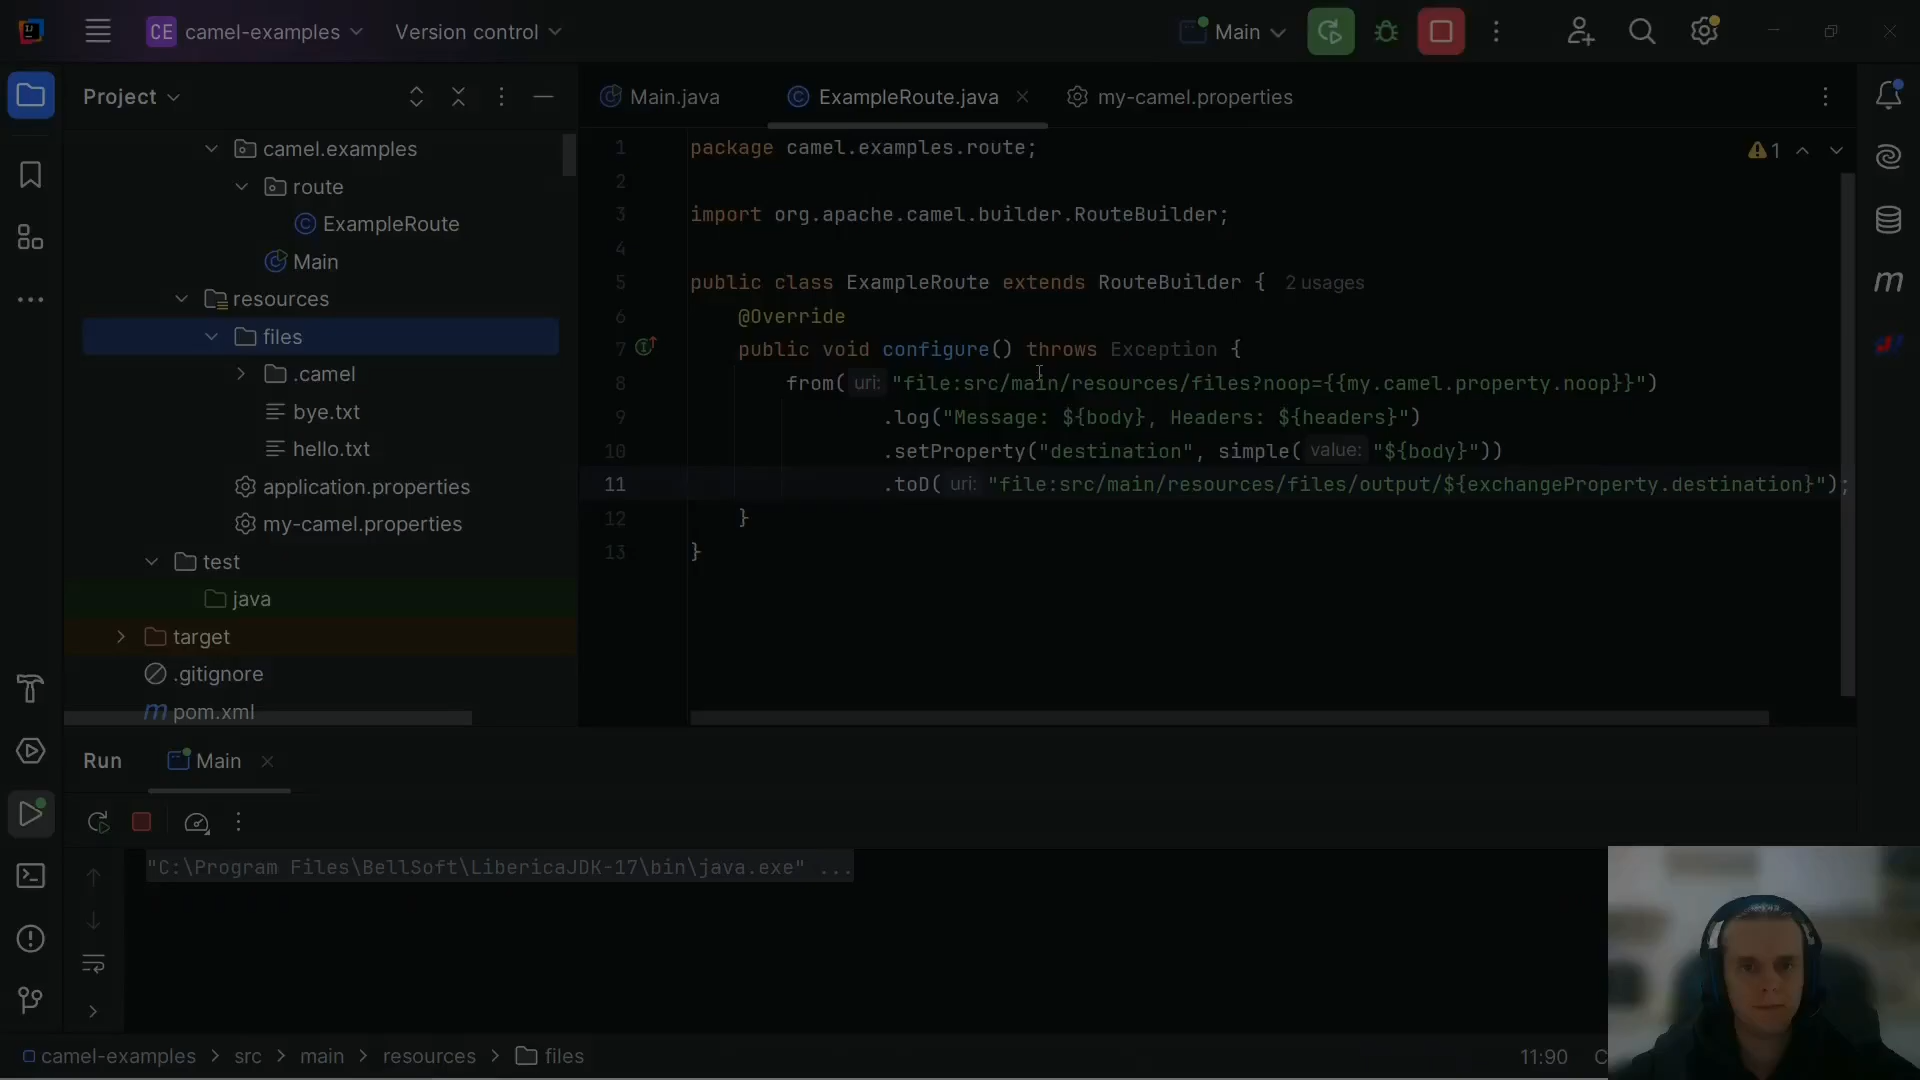 CE camel-examples Version control Main
Project Main.java ExampleRoute.java my-camel.properties
camel.examples
route
ExampleRoute
Main
resources
files
.camel
bye.txt
hello.txt
application.properties
my-camel.properties
test
java
target
.gitignore
pom.xml
1 package camel.examples.route;
2
3 import org.apache.camel.builder.RouteBuilder;
4
5 public class ExampleRoute extends RouteBuilder { 2 usages
6 @Override
7 public void configure() throws Exception {
8 from( uri: "file:src/main/resources/files?noop={{my.camel.property.noop}}")
9 .log("Message: ${body}, Headers: ${headers}")
10 .setProperty("destination", simple( value: "${body}"))
11 .toD( uri: "file:src/main/resources/files/output/${exchangeProperty.destination}");
12 }
13 }
1
Run Main
"C:\Program Files\BellSoft\LibericaJDK-17\bin\java.exe" ...
camel-examples > src > main > resources > files
11:90